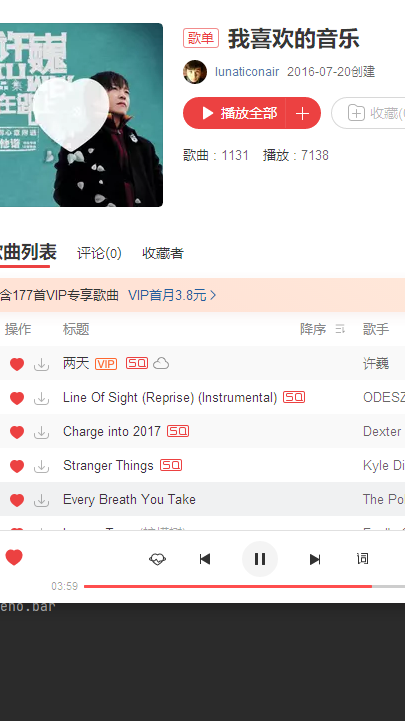 歌单 我喜欢的音乐
lunaticonair 2016-07-20创建
播放全部 收藏(
歌曲：1131 播放：7138
歌曲列表 评论(0) 收藏者
含177首VIP专享歌曲 VIP首月3.8元
操作 标题 降序 歌手
两天 VIP SQ 许巍
Line Of Sight (Reprise) (Instrumental) SQ ODESZ
Charge into 2017 SQ Dexter
Stranger Things SQ Kyle Di
Every Breath You Take The Po
词
03:59
eno.bar